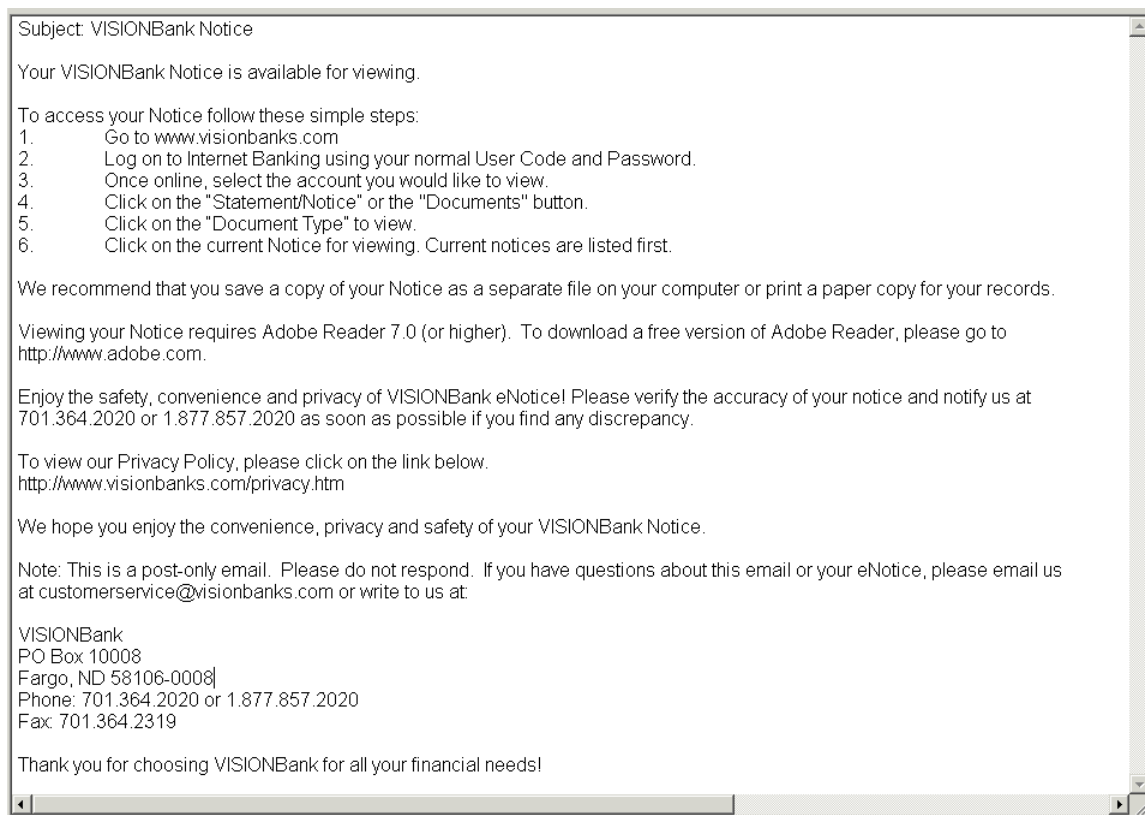 Subject: VISIONBank Notice
Your VISIONBank Notice is available for viewing.
To access your Notice follow these simple steps:
1. Go to www.visionbanks.com
2. Log on to Internet Banking using your normal User Code and Password.
3. Once online, select the account you would like to view.
4. Click on the "Statement/Notice" or the "Documents" button.
5. Click on the "Document Type" to view.
6. Click on the current Notice for viewing. Current notices are listed first.
We recommend that you save a copy of your Notice as a separate file on your computer or print a paper copy for your records.
Viewing your Notice requires Adobe Reader 7.0 (or higher).  To download a free version of Adobe Reader, please go to
http://www.adobe.com.
Enjoy the safety, convenience and privacy of VISIONBank eNotice! Please verify the accuracy of your notice and notify us at
701.364.2020 or 1.877.857.2020 as soon as possible if you find any discrepancy.
To view our Privacy Policy, please click on the link below.
http://www.visionbanks.com/privacy.htm
We hope you enjoy the convenience, privacy and safety of your VISIONBank Notice.
Note: This is a post-only email.  Please do not respond.  If you have questions about this email or your eNotice, please email us
at customerservice@visionbanks.com or write to us at:
VISIONBank
PO Box 10008
Fargo, ND 58106-0008
Phone: 701.364.2020 or 1.877.857.2020
Fax: 701.364.2319
Thank you for choosing VISIONBank for all your financial needs!